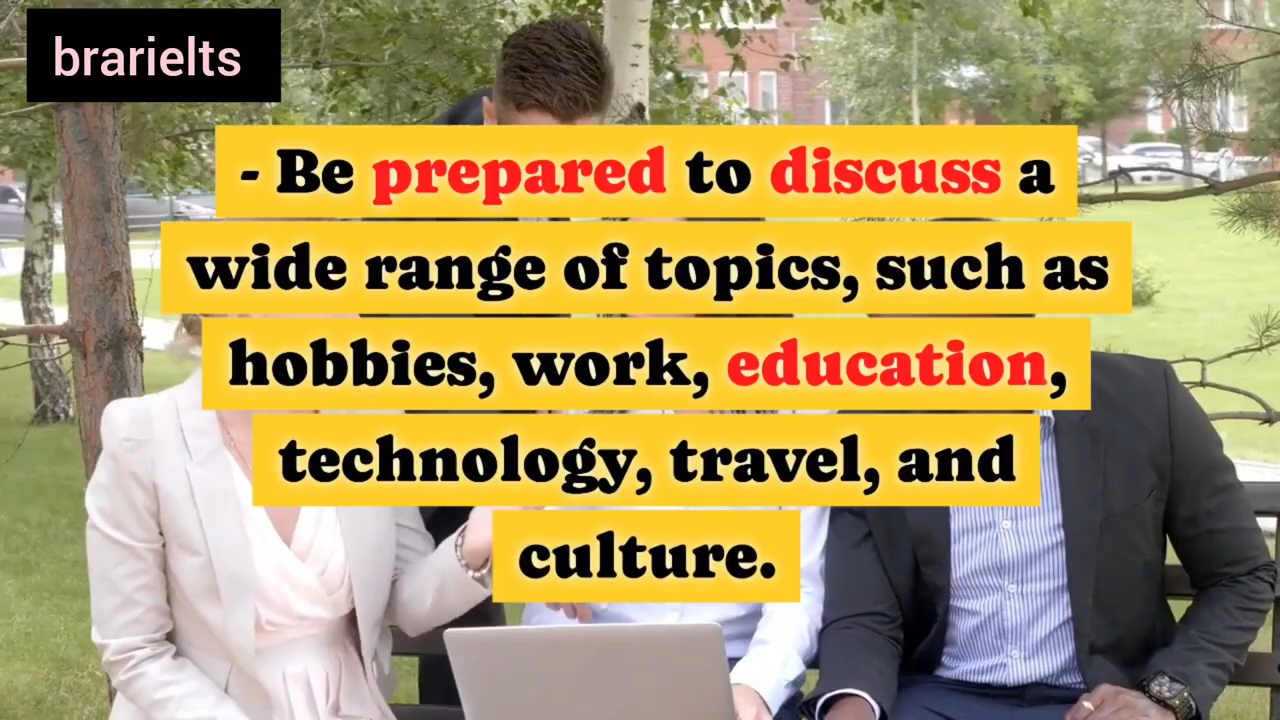 brarielts
- Be prepared to discuss a
wide range of topics, such as
hobbies, work, education,
technology, travel, and
culture.